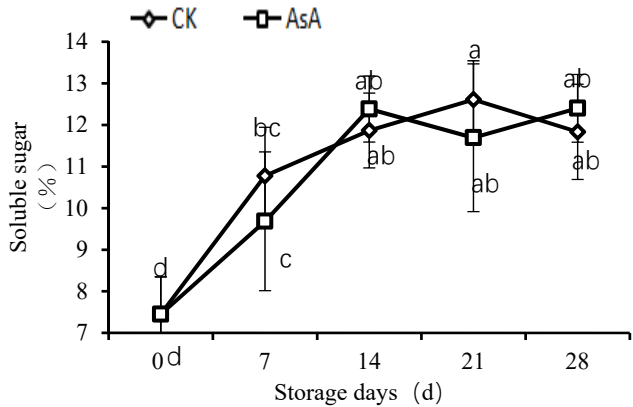 CK AsA
14
13
12
11
10
9
8
7
Soluble sugar
（%）
d
bc
c
ab
ab
a
ab
ab
ab
0 d 7 14 21 28
Storage days（d）